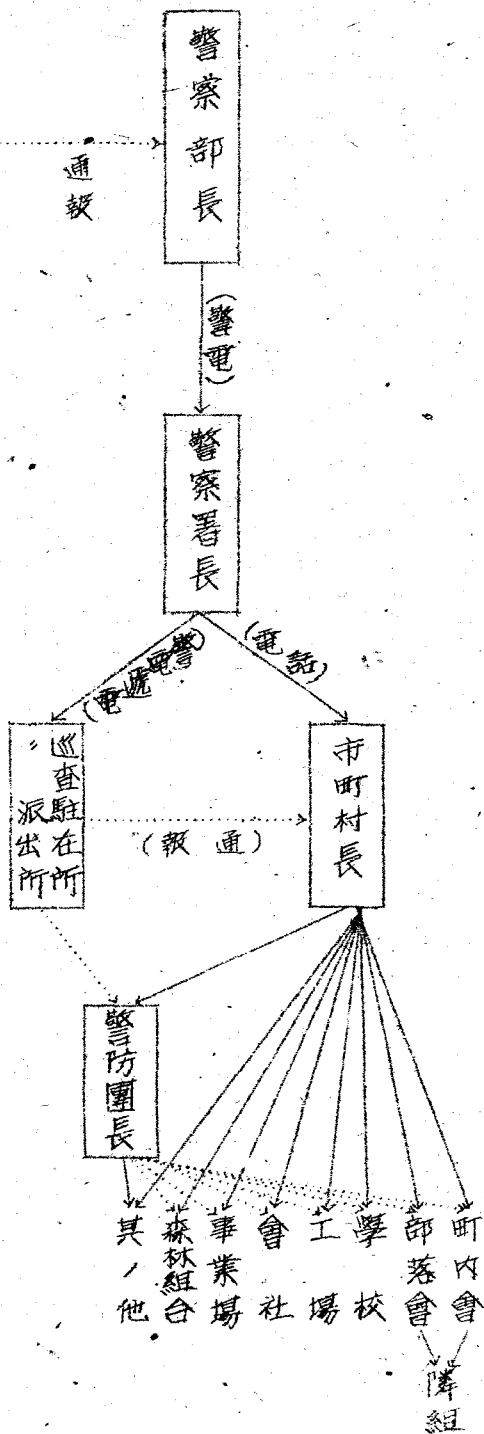 警察部長
通報
（警電）
警察署長
（電話）
（警電遞電）
市町村長
巡査駐在所
〃派出所
（通報）
警防團長
町内會
部落會
學校
工場
會社
事業場
森林組合
其ノ他
隣組